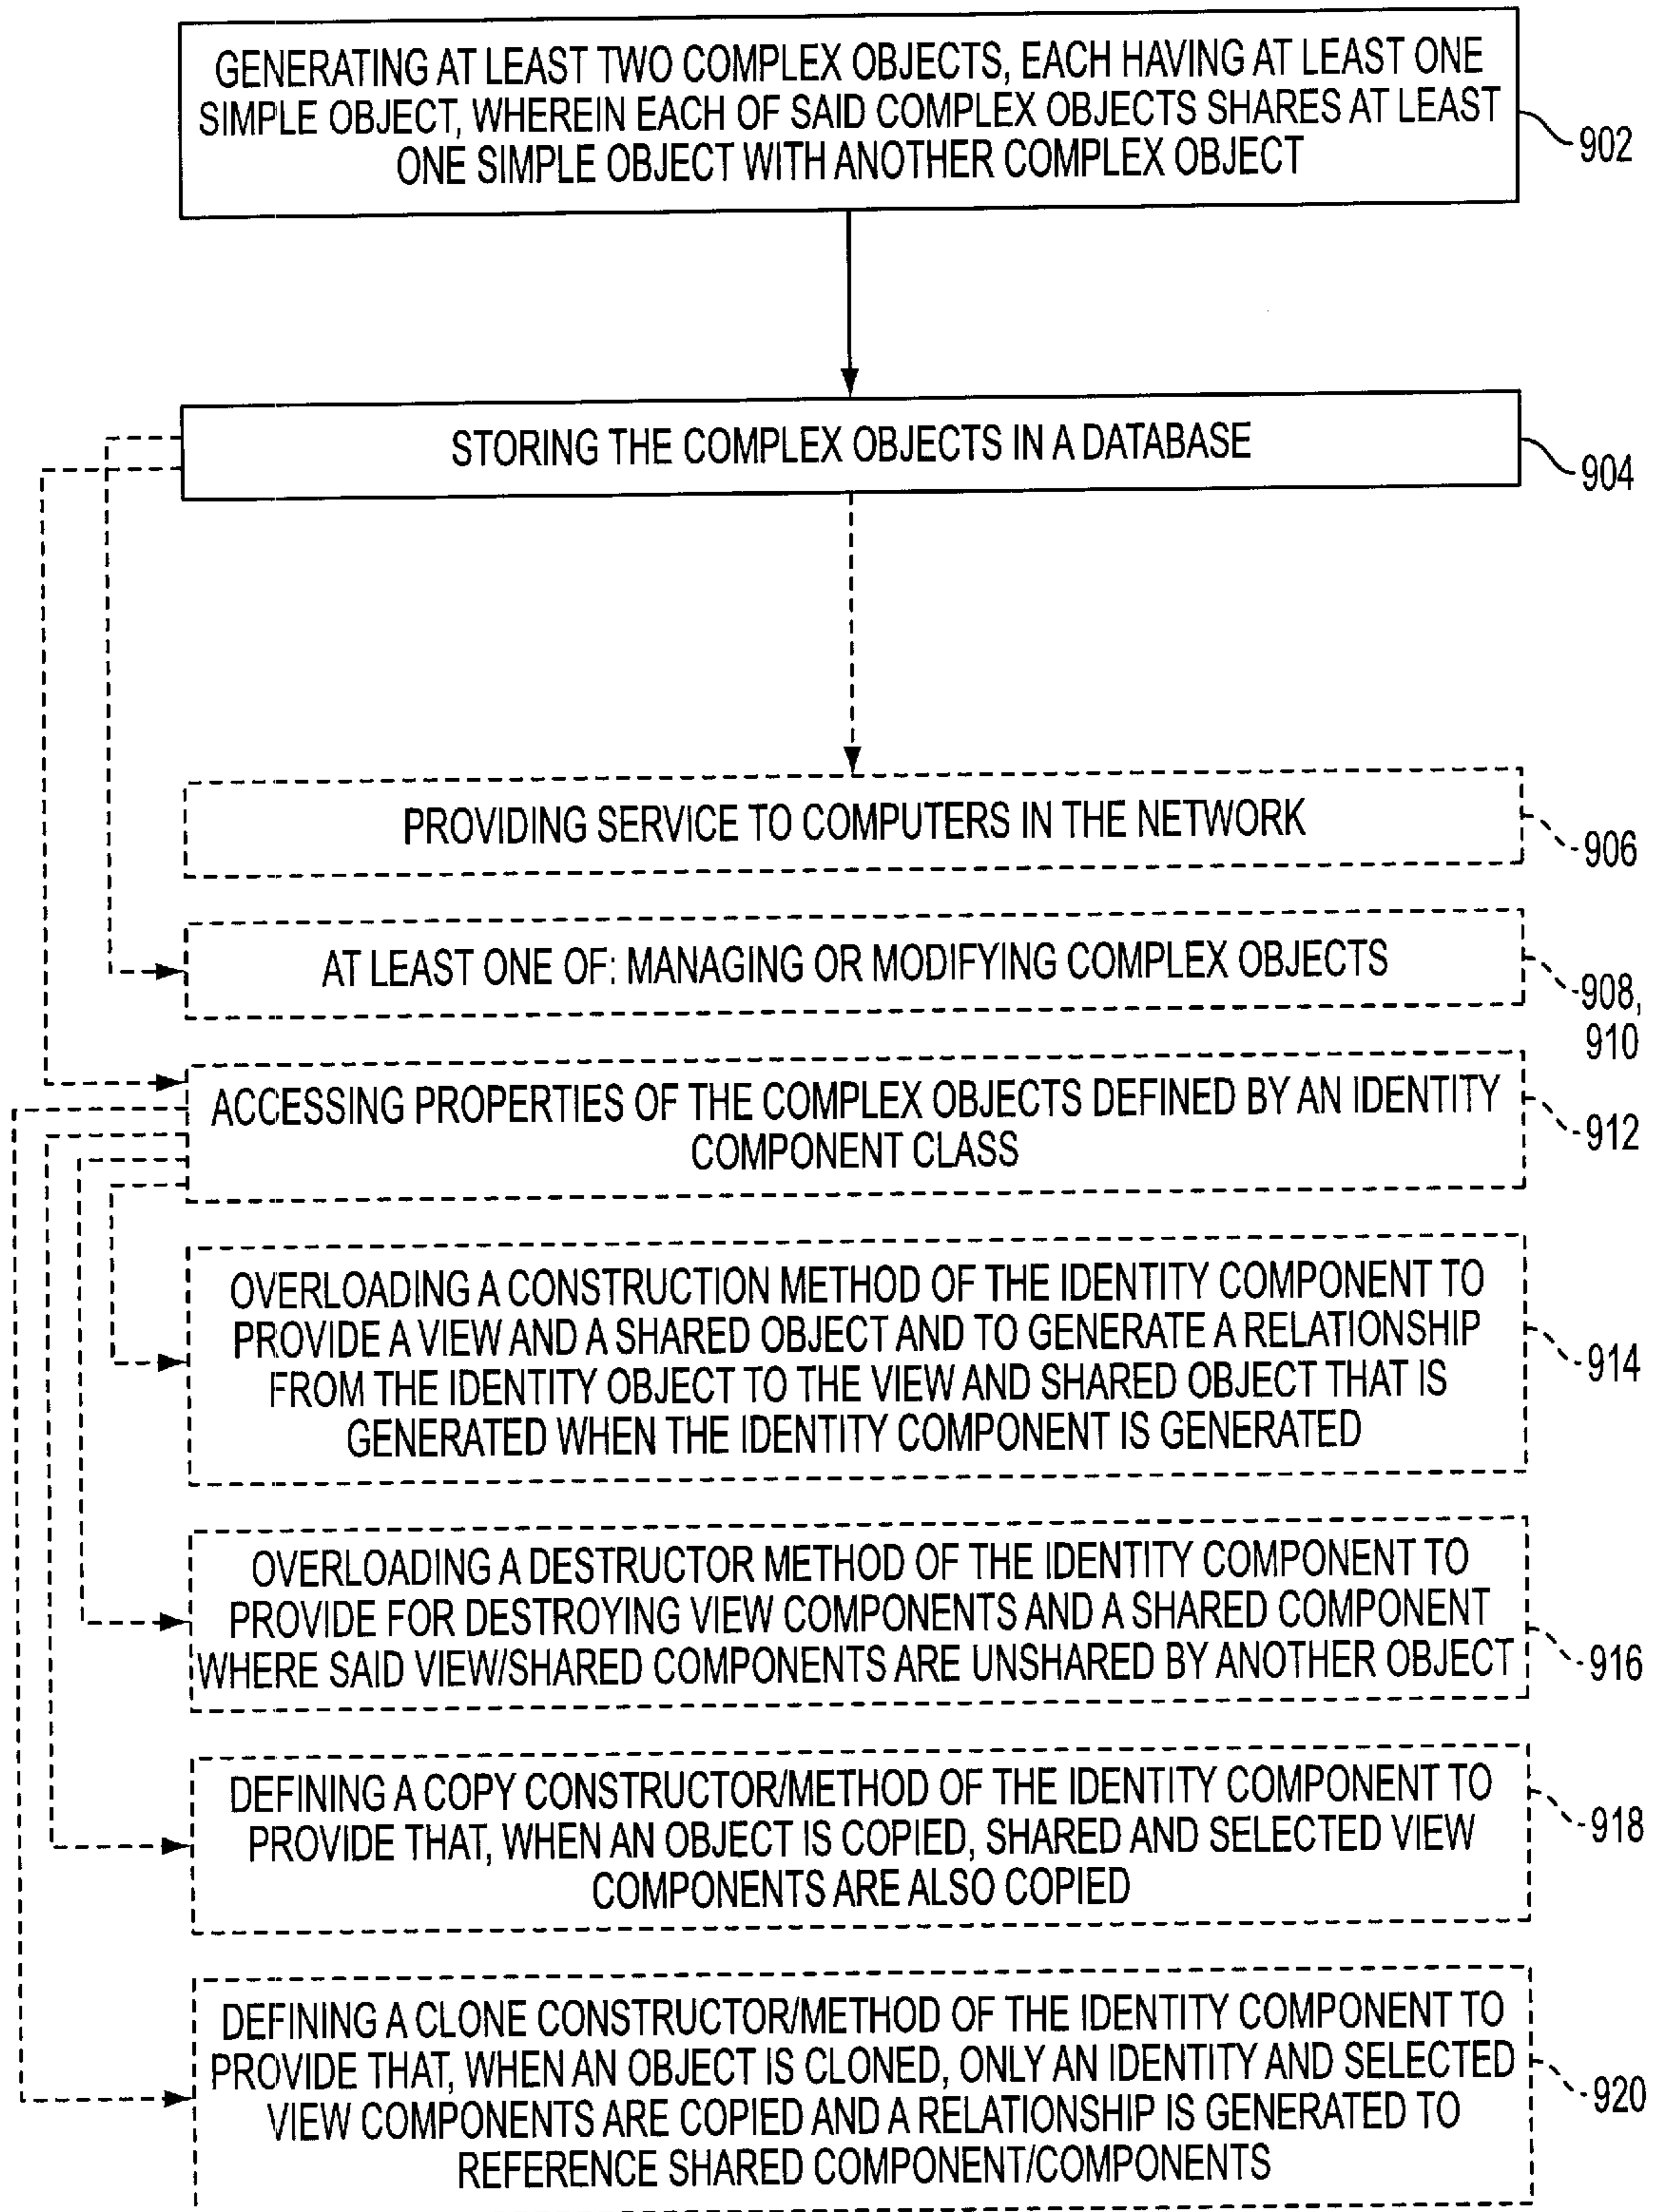 GENERATING AT LEAST TWO COMPLEX OBJECTS, EACH HAVING AT LEAST ONE
SIMPLE OBJECT, WHEREIN EACH OF SAID COMPLEX OBJECTS SHARES AT LEAST
ONE SIMPLE OBJECT WITH ANOTHER COMPLEX OBJECT
902
STORING THE COMPLEX OBJECTS IN A DATABASE
904
PROVIDING SERVICE TO COMPUTERS IN THE NETWORK
906
AT LEAST ONE OF: MANAGING OR MODIFYING COMPLEX OBJECTS
908,
910
ACCESSING PROPERTIES OF THE COMPLEX OBJECTS DEFINED BY AN IDENTITY
COMPONENT CLASS
912
OVERLOADING A CONSTRUCTION METHOD OF THE IDENTITY COMPONENT TO
PROVIDE A VIEW AND A SHARED OBJECT AND TO GENERATE A RELATIONSHIP
FROM THE IDENTITY OBJECT TO THE VIEW AND SHARED OBJECT THAT IS
GENERATED WHEN THE IDENTITY COMPONENT IS GENERATED
914
OVERLOADING A DESTRUCTOR METHOD OF THE IDENTITY COMPONENT TO
PROVIDE FOR DESTROYING VIEW COMPONENTS AND A SHARED COMPONENT
WHERE SAID VIEW/SHARED COMPONENTS ARE UNSHARED BY ANOTHER OBJECT
916
DEFINING A COPY CONSTRUCTOR/METHOD OF THE IDENTITY COMPONENT TO
PROVIDE THAT, WHEN AN OBJECT IS COPIED, SHARED AND SELECTED VIEW
COMPONENTS ARE ALSO COPIED
918
DEFINING A CLONE CONSTRUCTOR/METHOD OF THE IDENTITY COMPONENT TO
PROVIDE THAT, WHEN AN OBJECT IS CLONED, ONLY AN IDENTITY AND SELECTED
VIEW COMPONENTS ARE COPIED AND A RELATIONSHIP IS GENERATED TO
REFERENCE SHARED COMPONENT/COMPONENTS
920